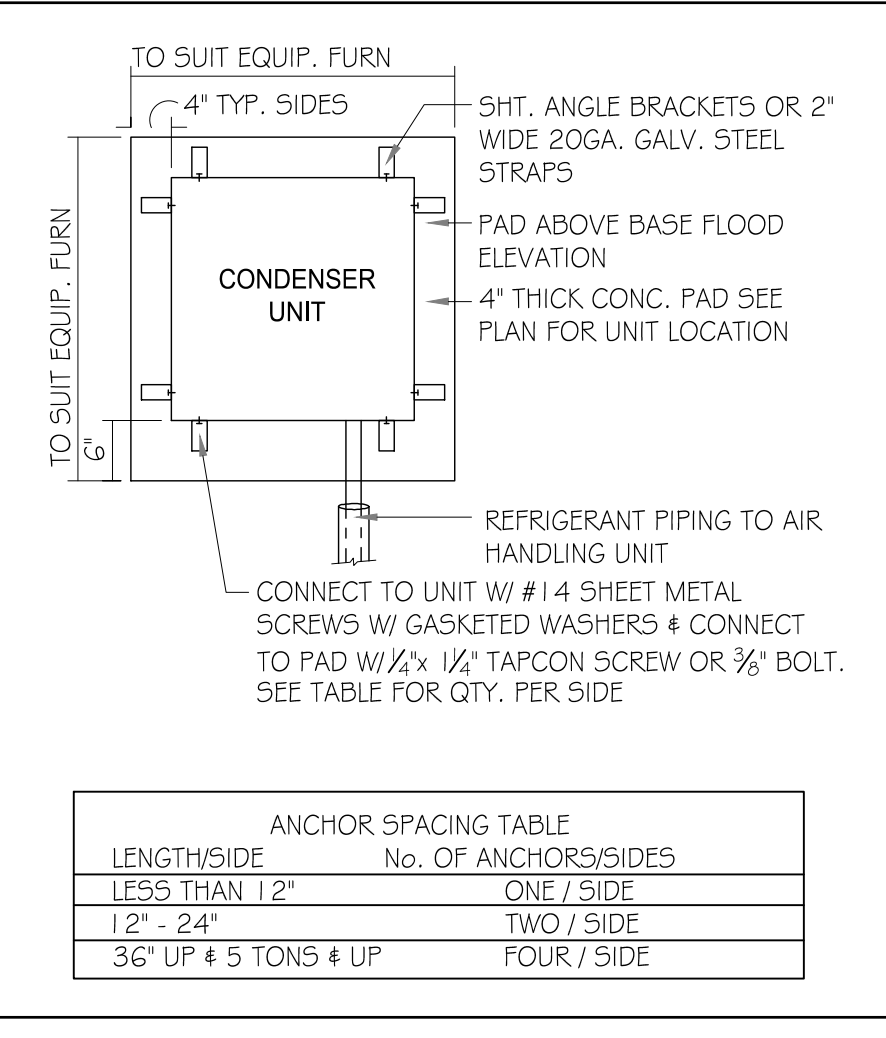 TO SUIT EQUIP. FURN
4" TYP. SIDES
SHT. ANGLE BRACKETS OR 2"
WIDE 20GA. GALV. STEEL
STRAPS
TO SUIT EQUIP. FURN
PAD ABOVE BASE FLOOD
ELEVATION
CONDENSER
UNIT
4" THICK CONC. PAD SEE
PLAN FOR UNIT LOCATION
6"
REFRIGERANT PIPING TO AIR
HANDLING UNIT
CONNECT TO UNIT W/ #14 SHEET METAL
SCREWS W/ GASKETED WASHERS & CONNECT
TO PAD W/ 1/4"x 1 1/4" TAPCON SCREW OR 3/8" BOLT.
SEE TABLE FOR QTY. PER SIDE
ANCHOR SPACING TABLE
LENGTH/SIDE No. OF ANCHORS/SIDES
LESS THAN 12" ONE / SIDE
12" - 24" TWO / SIDE
36" UP & 5 TONS & UP FOUR / SIDE